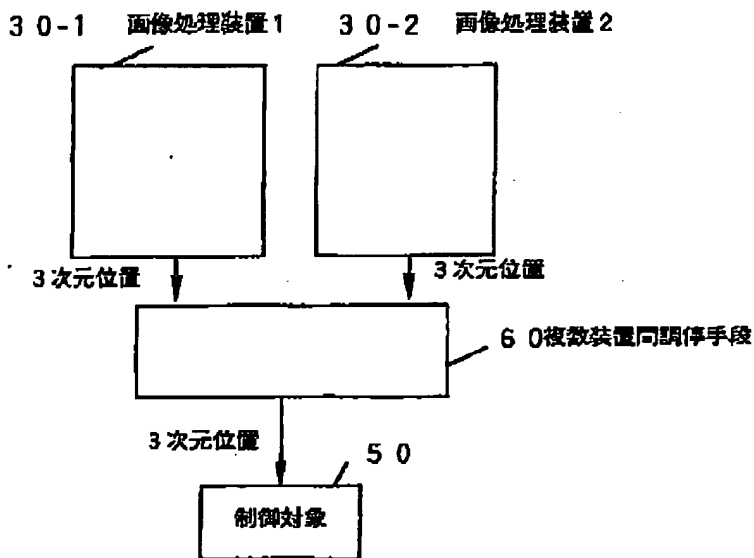 30-1 画像処理装置1 30-2 画像処理装置2
3次元位置 3次元位置
60複数装置間調停手段
3次元位置
50
制御対象